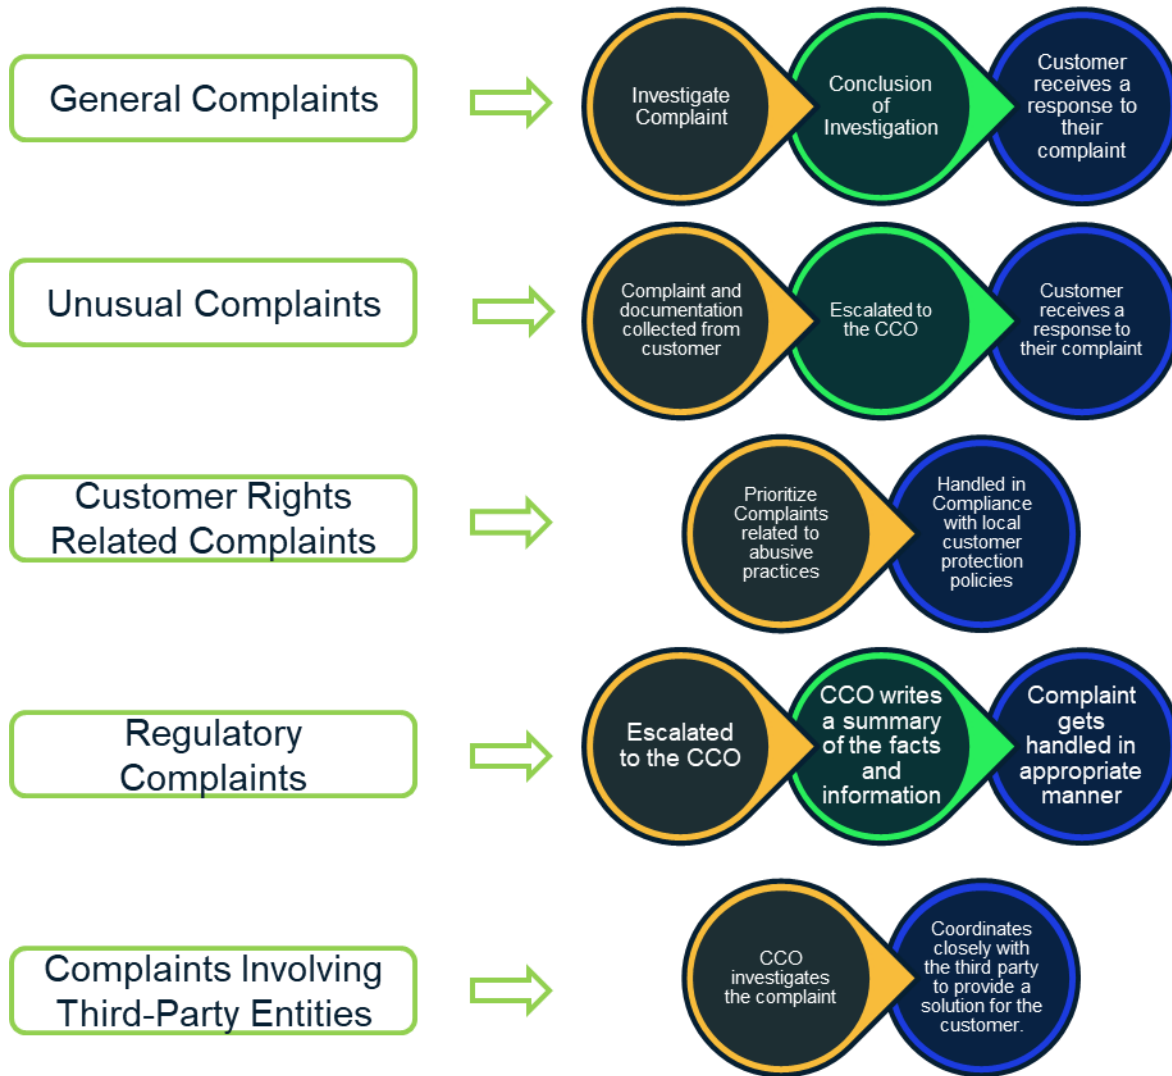 General Complaints
Investigate
Complaint
Conclusion
of
Investigation
Customer
receives a
response to
their
complaint
Unusual Complaints
Complaint and
documentation
collected from
customer
Escalated to
the CCO
Customer
receives a
response to
their complaint
Customer Rights
Related Complaints
Prioritize
Complaints
related to
abusive
practices
Handled in
Compliance
with local
customer
protection
policies
Regulatory
Complaints
Escalated
to the CCO
CCO writes
a summary
of the facts
and
information
Complaint
gets
handled in
appropriate
manner
Complaints Involving
Third-Party Entities
CCO
investigates
the complaint
Coordinates
closely with
the third party
to provide a
solution for the
customer.